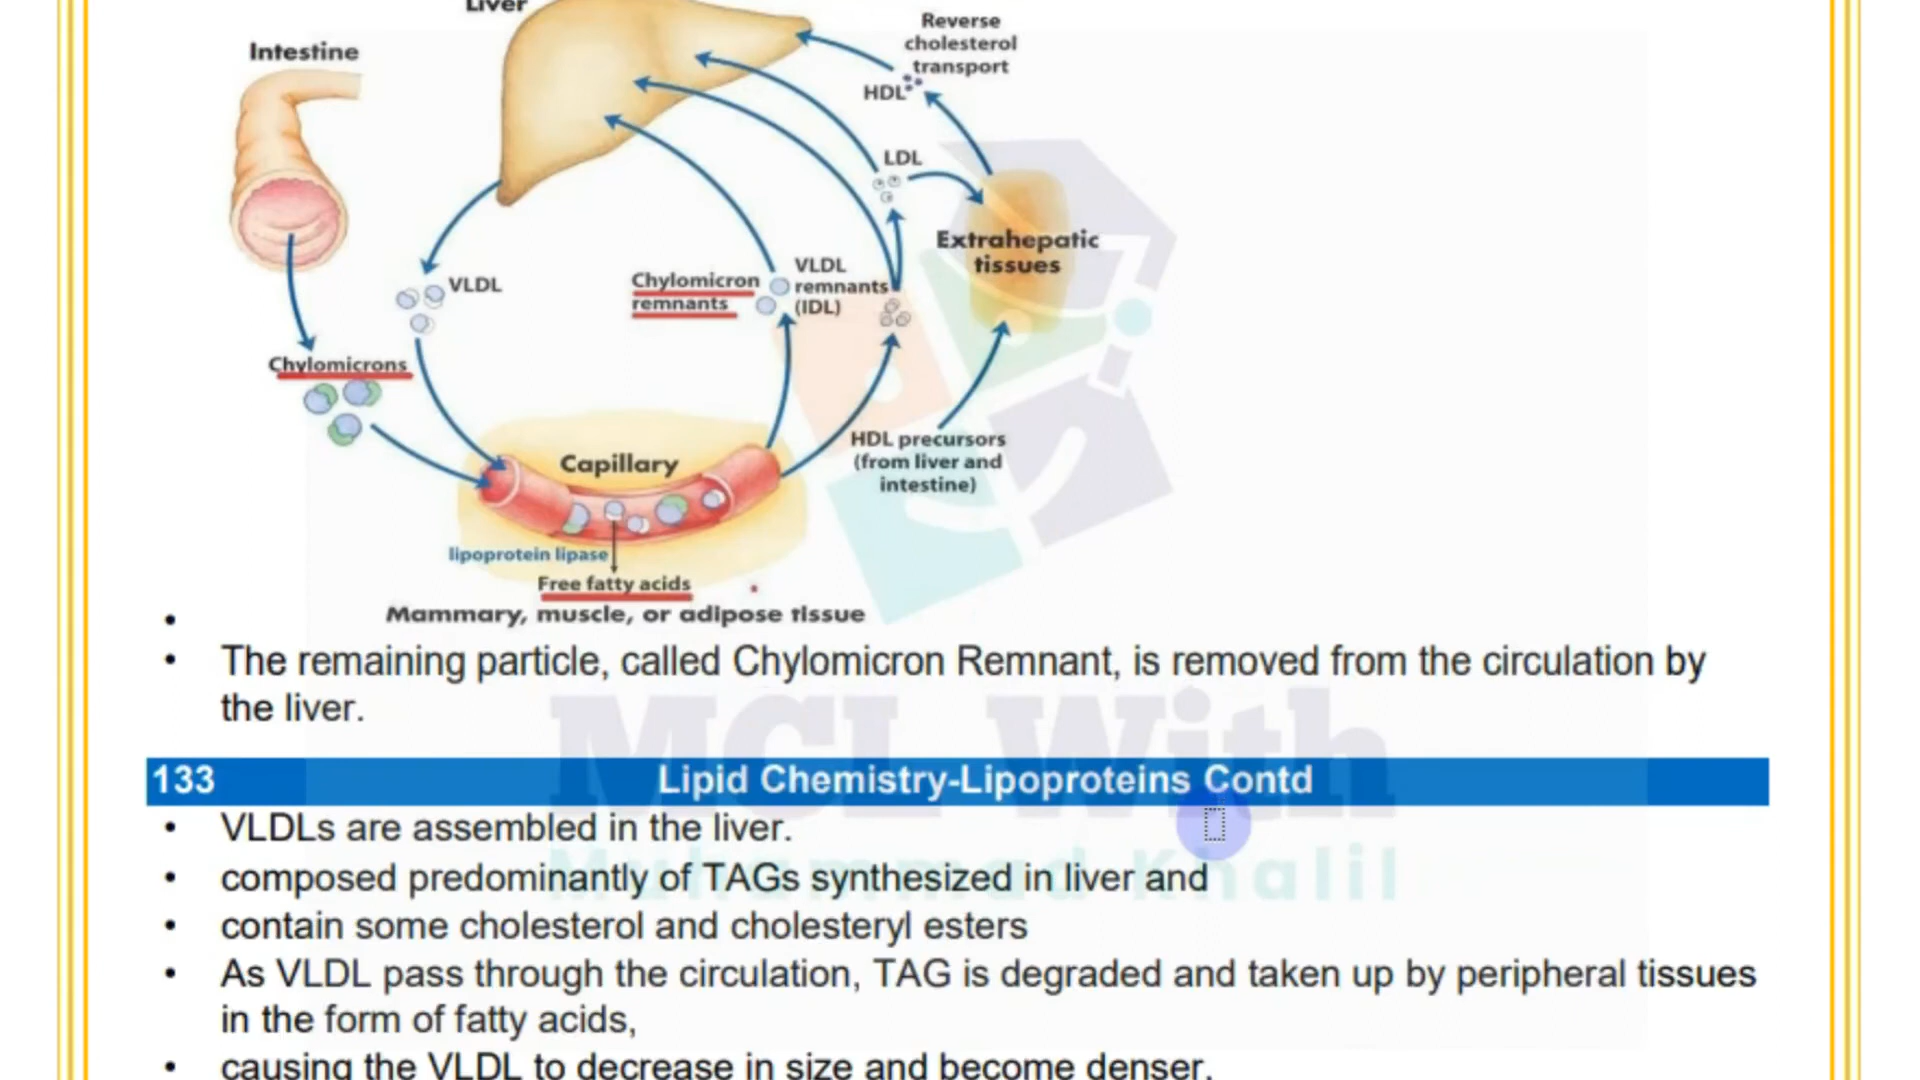 Liver
Intestine
Reverse
cholesterol
transport
HDL
LDL
Extrahepatic
tissues
VLDL
Chylomicron
remnants
VLDL
remnants
(IDL)
Chylomicrons
Capillary
HDL precursors
(from liver and
intestine)
lipoprotein lipase
Free fatty acids
Mammary, muscle, or adipose tissue
•
• The remaining particle, called Chylomicron Remnant, is removed from the circulation by
the liver.
MCL With
133 Lipid Chemistry-Lipoproteins Contd
• VLDLs are assembled in the liver.
Muhammad Khalil
• composed predominantly of TAGs synthesized in liver and
• contain some cholesterol and cholesteryl esters
• As VLDL pass through the circulation, TAG is degraded and taken up by peripheral tissues
in the form of fatty acids,
• causing the VLDL to decrease in size and become denser.